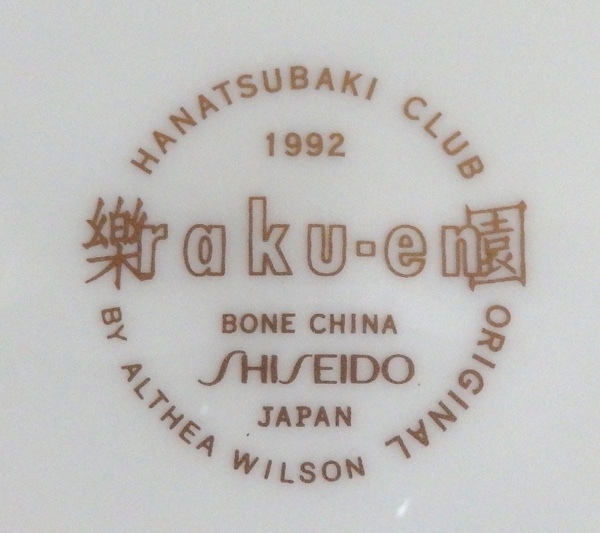 HANATSUBAKI CLUB
1992
樂raku-en園
BONE CHINA
SHISEIDO
JAPAN
BY ALTHEA WILSON
ORIGINAL